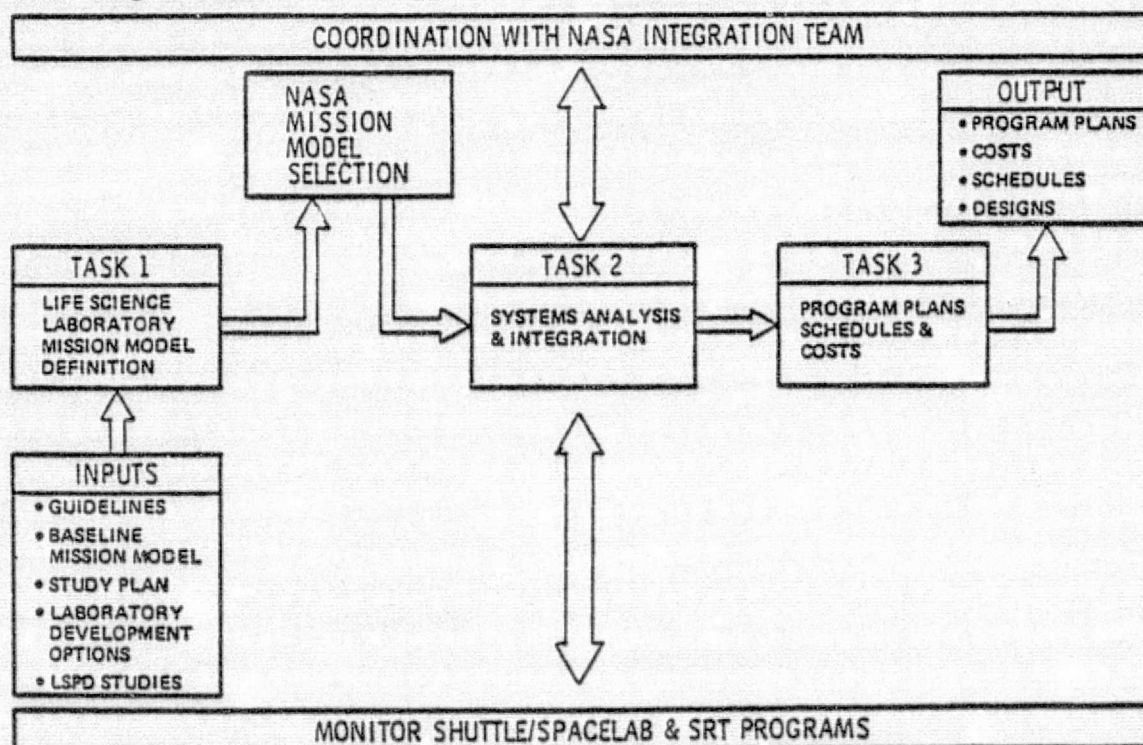 COORDINATION WITH NASA INTEGRATION TEAM
NASA
MISSION
MODEL
SELECTION
OUTPUT
• PROGRAM PLANS
• COSTS
• SCHEDULES
• DESIGNS
TASK 1
LIFE SCIENCE
LABORATORY
MISSION MODEL
DEFINITION
TASK 2
SYSTEMS ANALYSIS
& INTEGRATION
TASK 3
PROGRAM PLANS
SCHEDULES &
COSTS
INPUTS
• GUIDELINES
• BASELINE
MISSION MODEL
• STUDY PLAN
• LABORATORY
DEVELOPMENT
OPTIONS
• LSPD STUDIES
MONITOR SHUTTLE/SPACELAB & SRT PROGRAMS